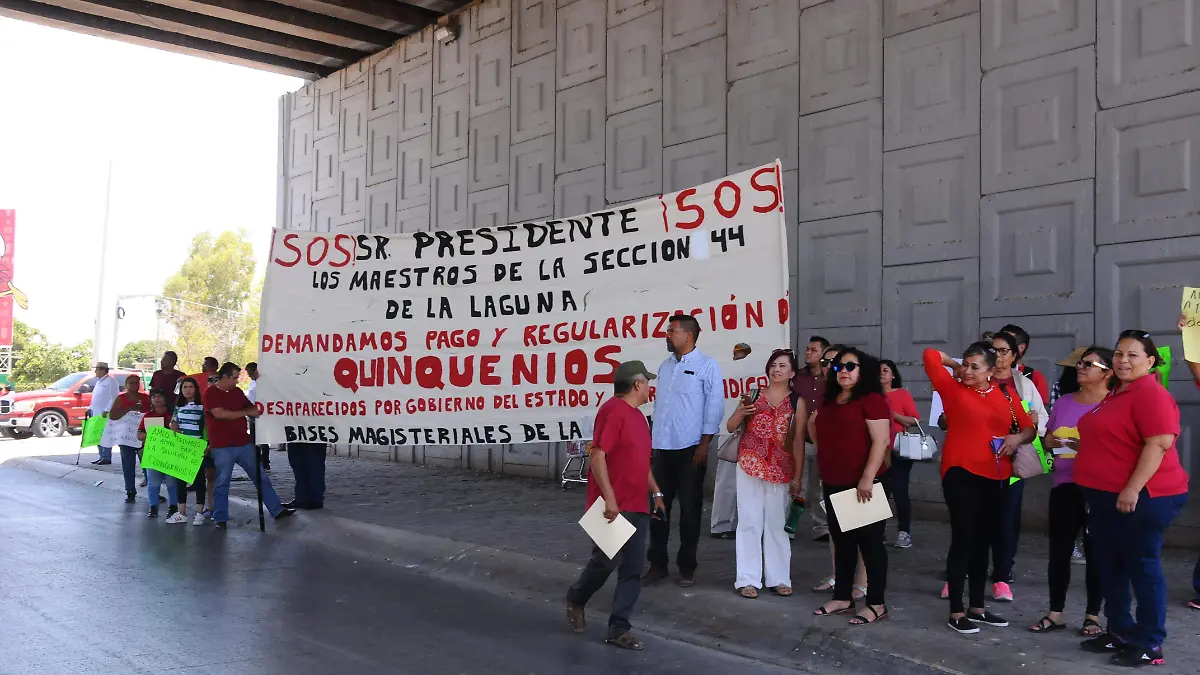 ¡SOS! SR. PRESIDENTE ¡SOS!
LOS MAESTROS DE LA SECCION 44
DE LA LAGUNA
DEMANDAMOS PAGO Y REGULARIZACIÓN D
QUINQUENIOS
DESAPARECIDOS POR GOBIERNO DEL ESTADO Y
BASES MAGISTERIALES DE LA
AMLO